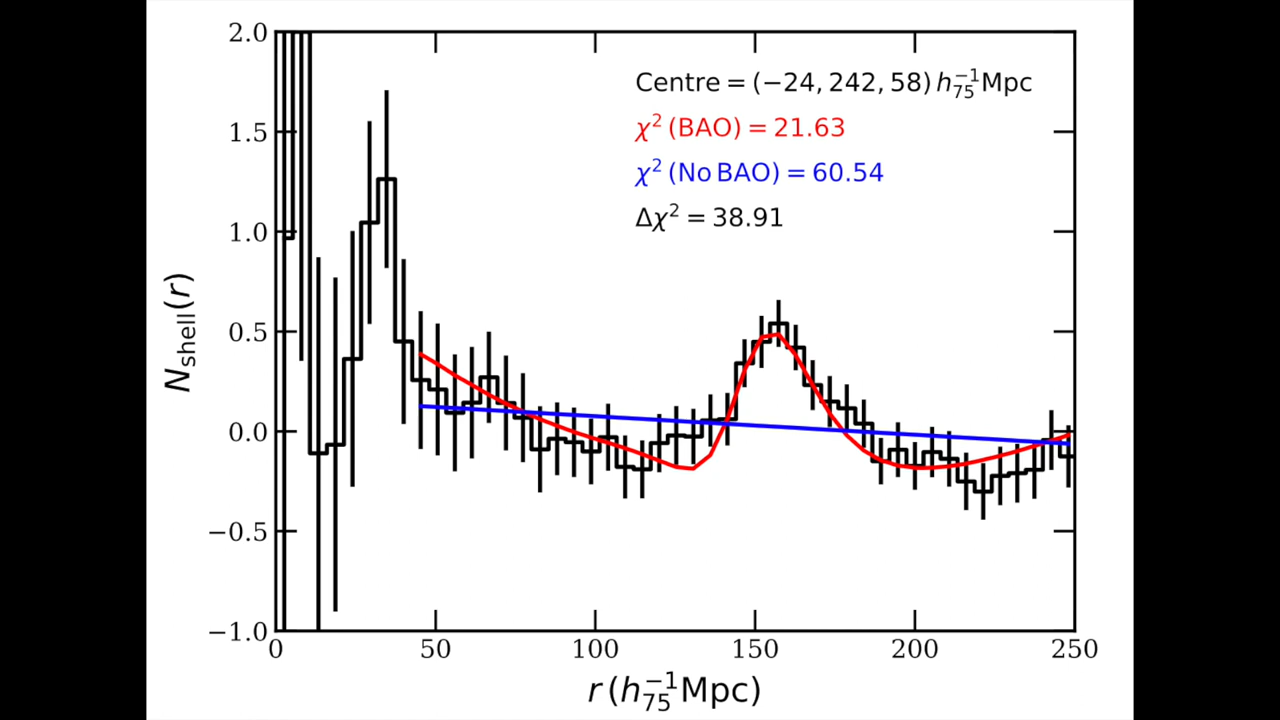 Centre = (−24, 242, 58) h₇₅⁻¹Mpc
χ² (BAO) = 21.63
χ² (No BAO) = 60.54
Δχ² = 38.91
2.0
1.5
1.0
0.5
0.0
−0.5
−1.0
N_shell(r)
0 50 100 150 200 250
r (h₇₅⁻¹Mpc)